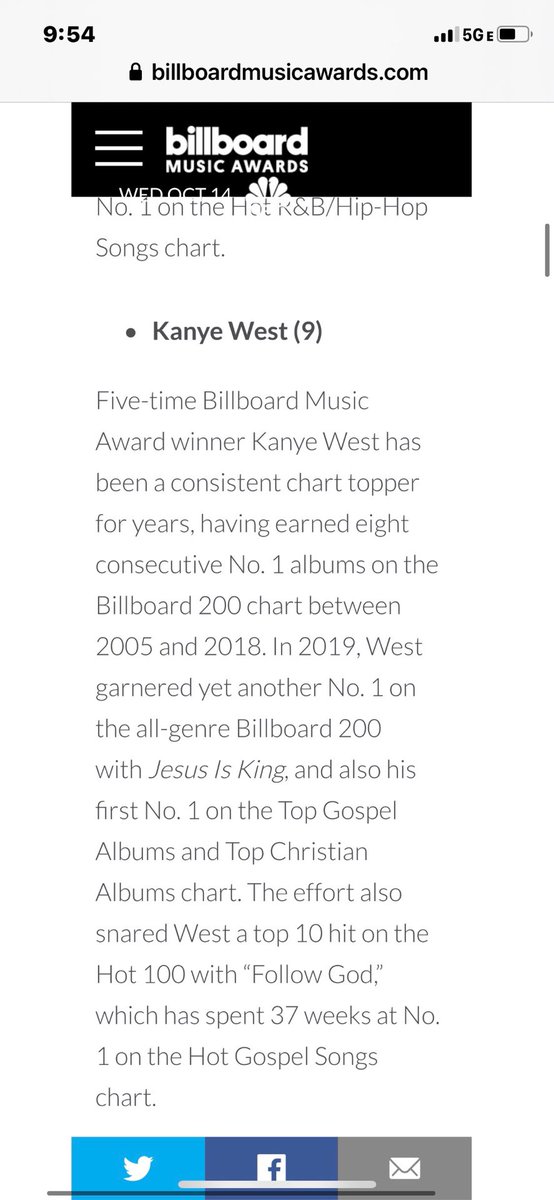 9:54
5GE
billboardmusicawards.com
billboard
MUSIC AWARDS
WED OCT 14
No. 1 on the Hot R&B/Hip-Hop
Songs chart.
• Kanye West (9)
Five-time Billboard Music
Award winner Kanye West has
been a consistent chart topper
for years, having earned eight
consecutive No. 1 albums on the
Billboard 200 chart between
2005 and 2018. In 2019, West
garnered yet another No. 1 on
the all-genre Billboard 200
with Jesus Is King, and also his
first No. 1 on the Top Gospel
Albums and Top Christian
Albums chart. The effort also
snared West a top 10 hit on the
Hot 100 with “Follow God,”
which has spent 37 weeks at No.
1 on the Hot Gospel Songs
chart.